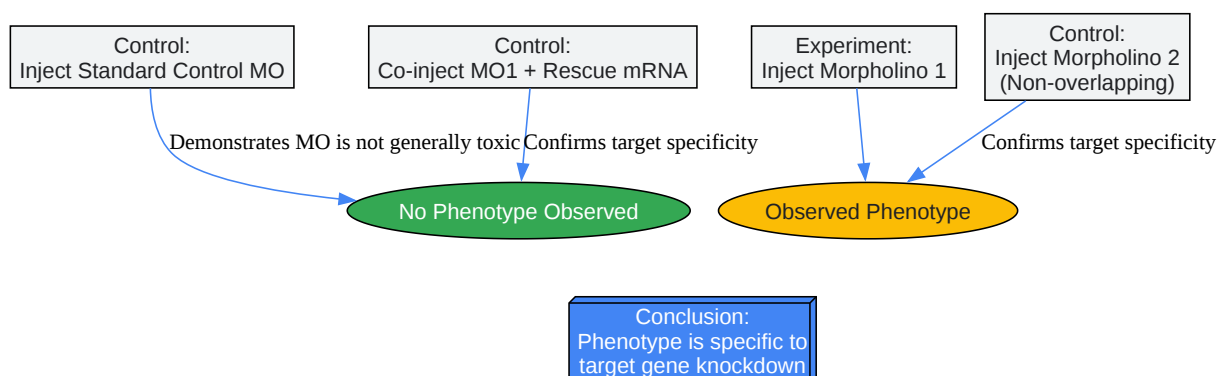 Control:
Inject Standard Control MO
Control:
Co-inject MO1 + Rescue mRNA
Experiment:
Inject Morpholino 1
Control:
Inject Morpholino 2
(Non-overlapping)
Demonstrates MO is not generally toxic
Confirms target specificity
Confirms target specificity
No Phenotype Observed
Observed Phenotype
Conclusion:
Phenotype is specific to
target gene knockdown